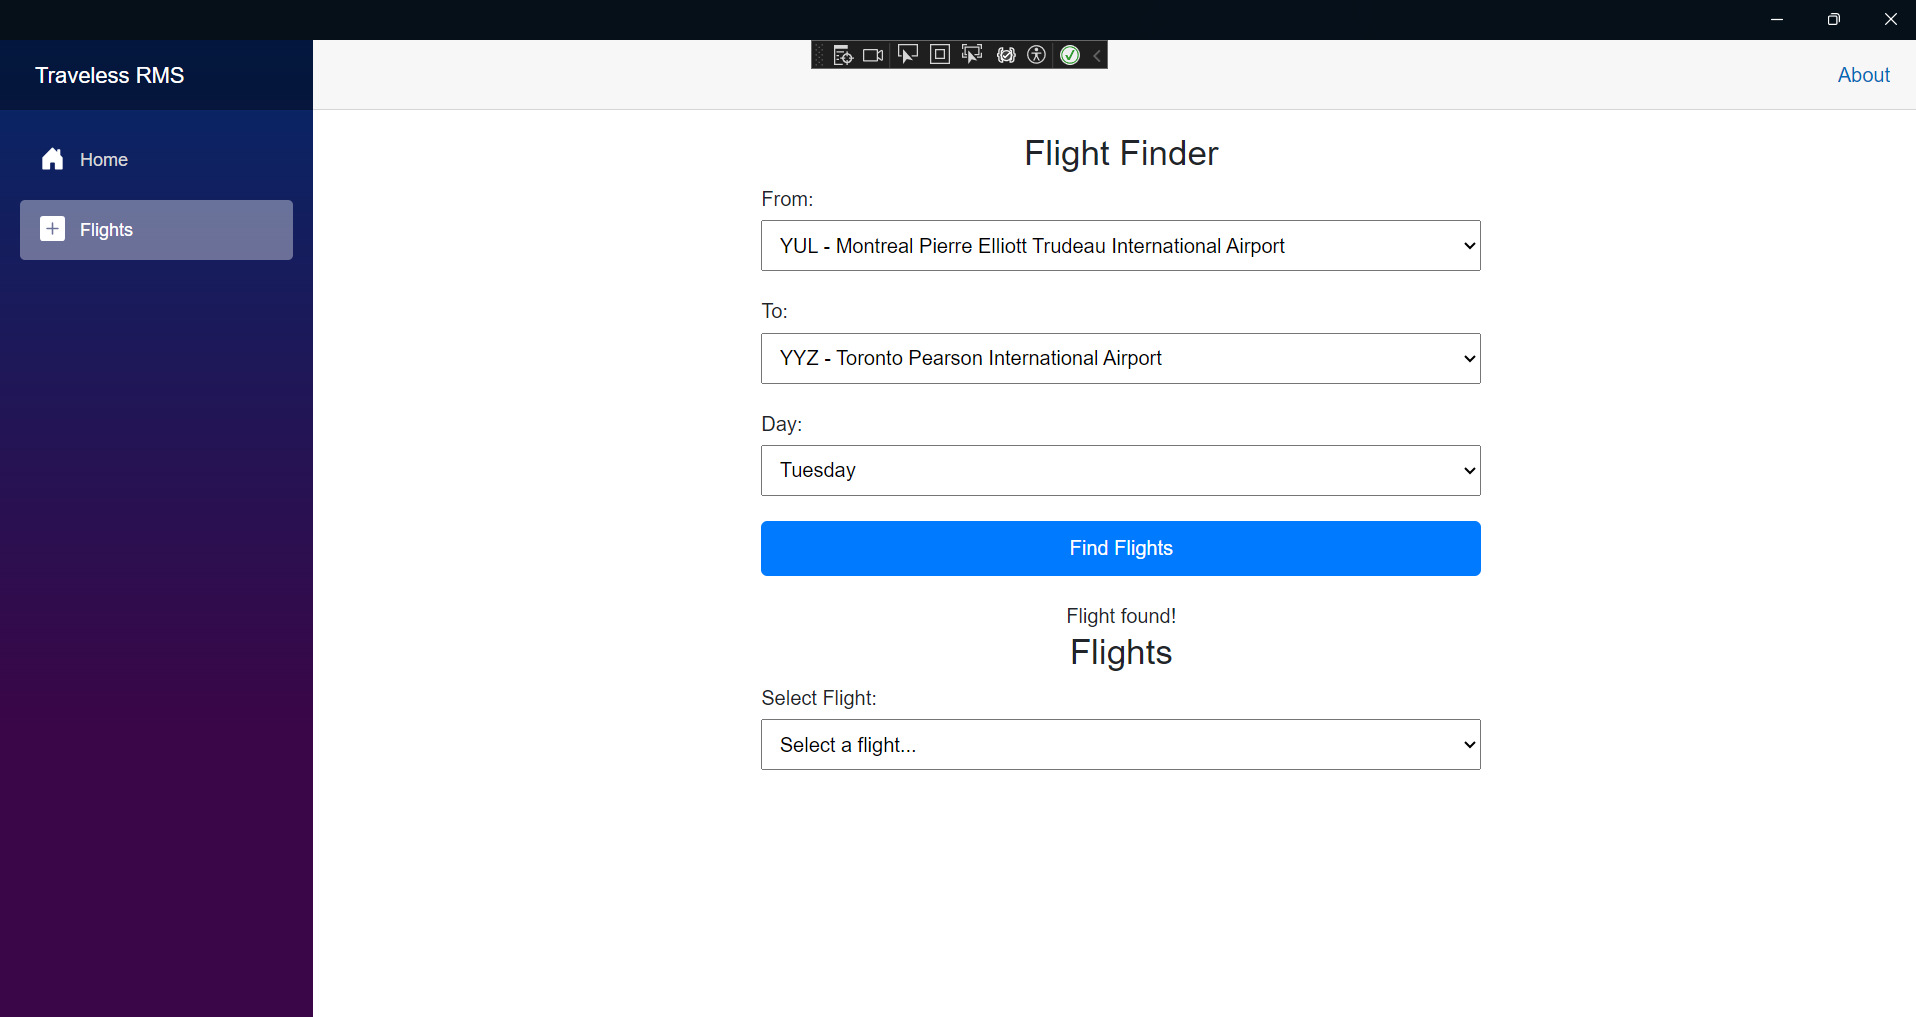 Traveless RMS
About
Home
Flights
Flight Finder
From:
YUL - Montreal Pierre Elliott Trudeau International Airport
To:
YYZ - Toronto Pearson International Airport
Day:
Tuesday
Find Flights
Flight found!
Flights
Select Flight:
Select a flight...